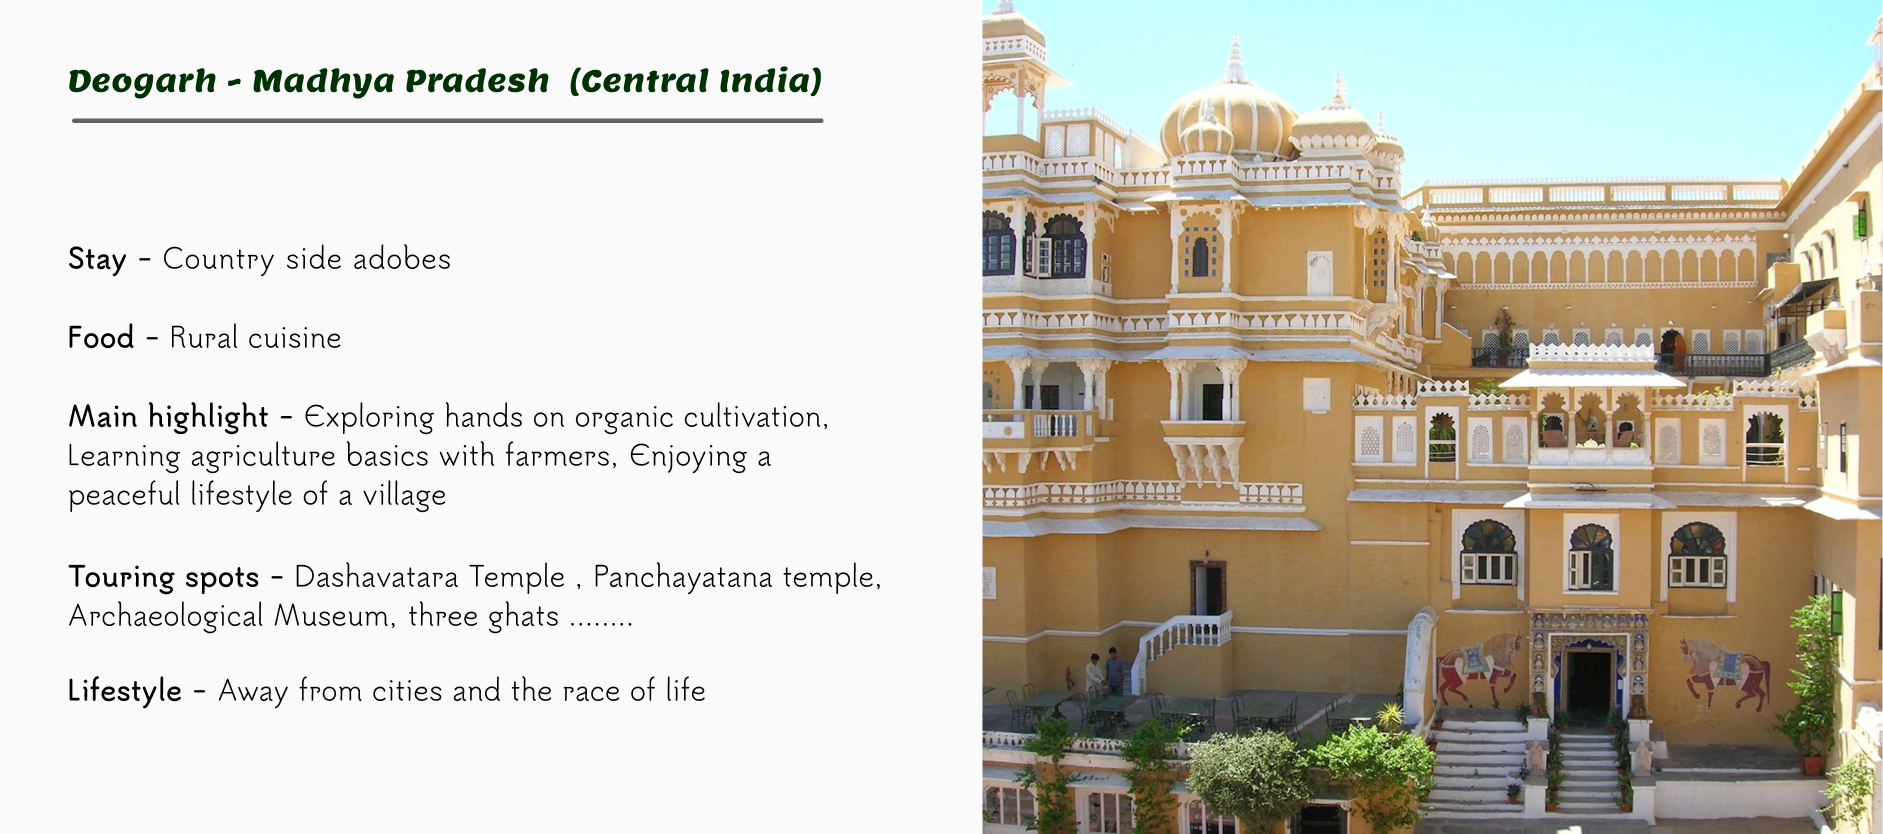 Deogarh - Madhya Pradesh (Central India)
Stay - Country side adobes
Food - Rural cuisine
Main highlight - Exploring hands on organic cultivation,
Learning agriculture basics with farmers, Enjoying a
peaceful lifestyle of a village
Touring spots - Dashavatara Temple , Panchayatana temple,
Archaeological Museum, three ghats ........
Lifestyle - Away from cities and the race of life